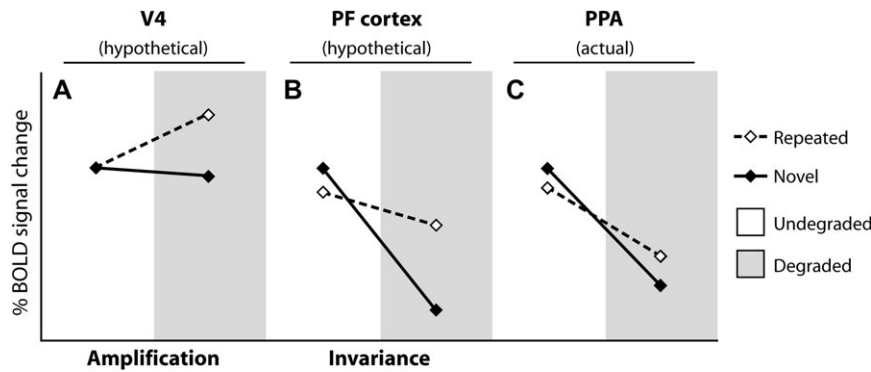 V4
(hypothetical)
PF cortex
(hypothetical)
PPA
(actual)
A
B
C
% BOLD signal change
Repeated
Novel
Undegraded
Degraded
Amplification
Invariance